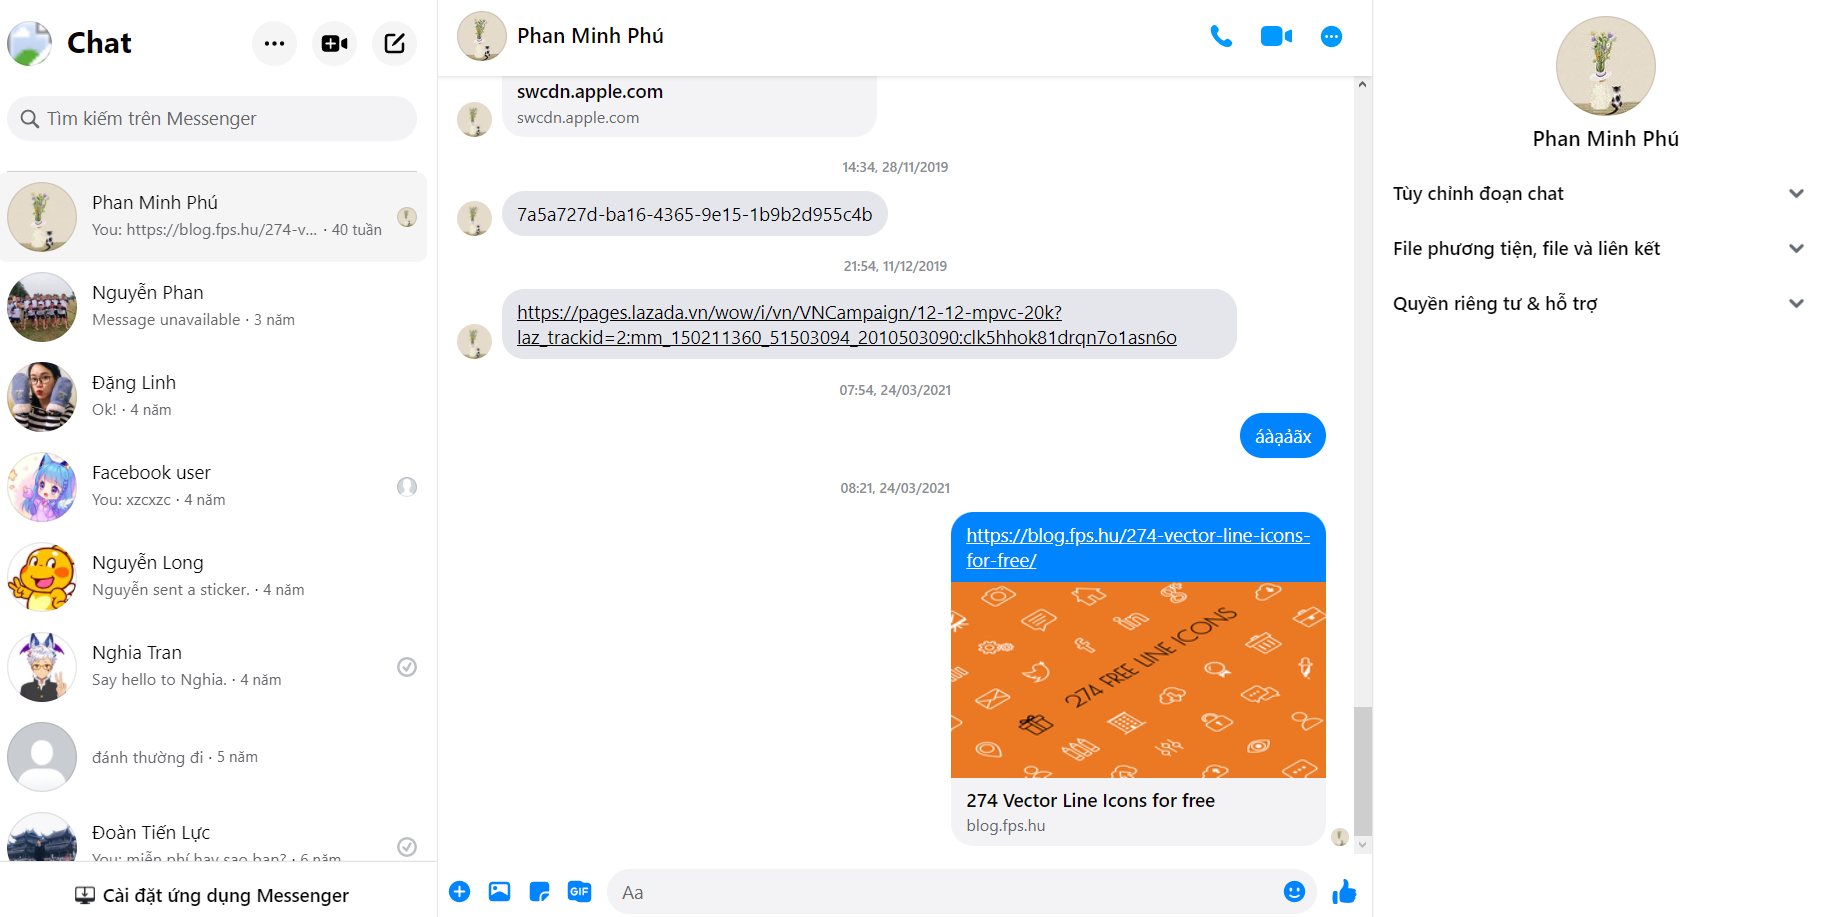 Chat
Tìm kiếm trên Messenger
Phan Minh Phú
You: https://blog.fps.hu/274-v... · 40 tuần
Nguyễn Phan
Message unavailable · 3 năm
Đặng Linh
Ok! · 4 năm
Facebook user
You: xzcxzc · 4 năm
Nguyễn Long
Nguyễn sent a sticker. · 4 năm
Nghia Tran
Say hello to Nghia. · 4 năm
đánh thường đi · 5 năm
Đoàn Tiến Lực
You: miễn phí hay sao bạn? · 6 năm
Cài đặt ứng dụng Messenger
Phan Minh Phú
swcdn.apple.com
swcdn.apple.com
14:34, 28/11/2019
7a5a727d-ba16-4365-9e15-1b9b2d955c4b
21:54, 11/12/2019
https://pages.lazada.vn/wow/i/vn/VNCampaign/12-12-mpvc-20k?
laz_trackid=2:mm_150211360_51503094_2010503090:clk5hhok81drqn7o1asn6o
07:54, 24/03/2021
áàạảãx
08:21, 24/03/2021
https://blog.fps.hu/274-vector-line-icons-
for-free/
274 FREE LINE ICONS
274 Vector Line Icons for free
blog.fps.hu
GIF
Aa
Phan Minh Phú
Tùy chỉnh đoạn chat
File phương tiện, file và liên kết
Quyền riêng tư & hỗ trợ